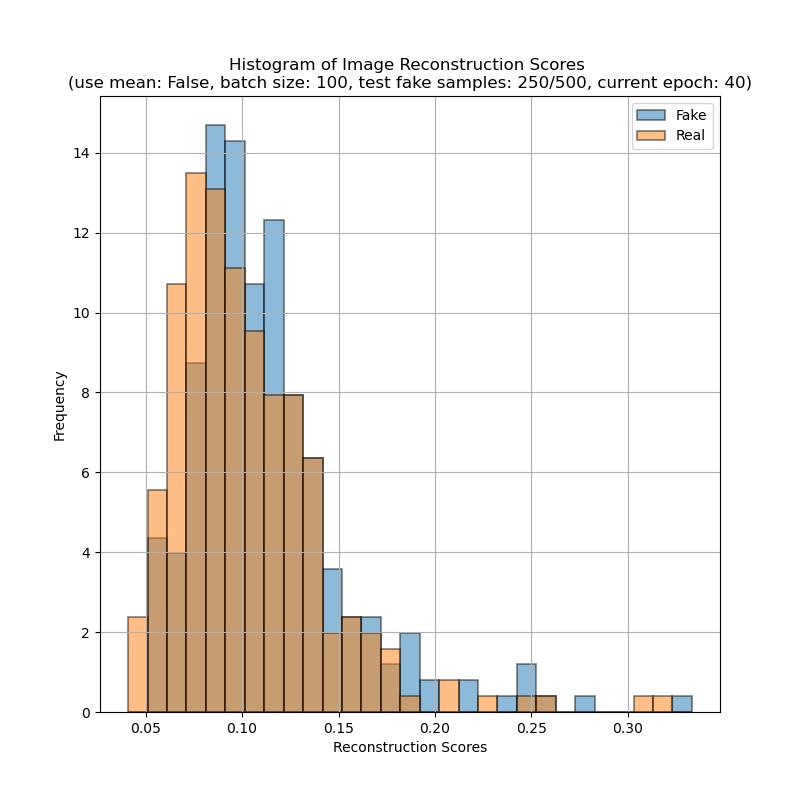 Histogram of Image Reconstruction Scores
(use mean: False, batch size: 100, test fake samples: 250/500, current epoch: 40)
Fake
Real
14
12
10
8
6
4
2
0
Frequency
0.05 0.10 0.15 0.20 0.25 0.30
Reconstruction Scores